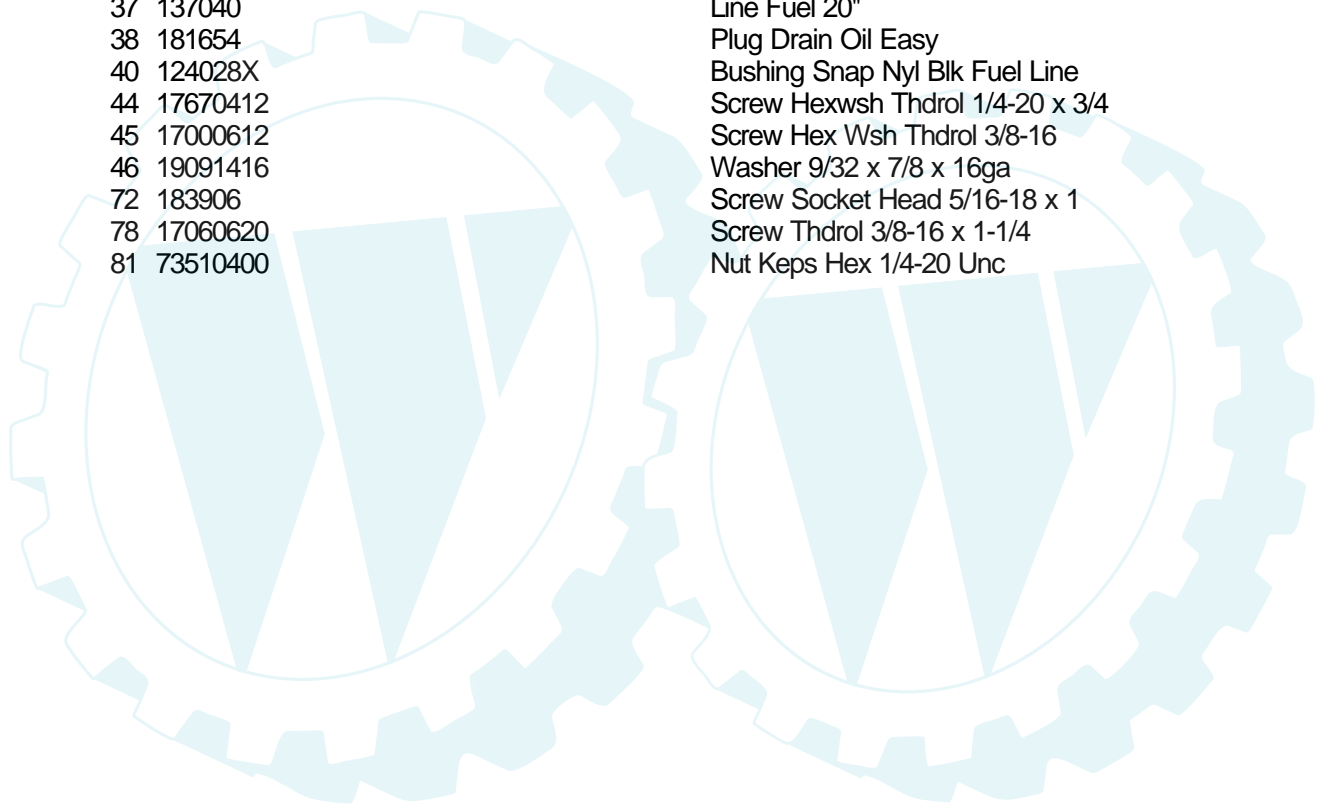 37 137040 Line Fuel 20"
38 181654 Plug Drain Oil Easy
40 124028X Bushing Snap Nyl Blk Fuel Line
44 17670412 Screw Hexwsh Thdrol 1/4-20 x 3/4
45 17000612 Screw Hex Wsh Thdrol 3/8-16
46 19091416 Washer 9/32 x 7/8 x 16ga
72 183906 Screw Socket Head 5/16-18 x 1
78 17060620 Screw Thdrol 3/8-16 x 1-1/4
81 73510400 Nut Keps Hex 1/4-20 Unc